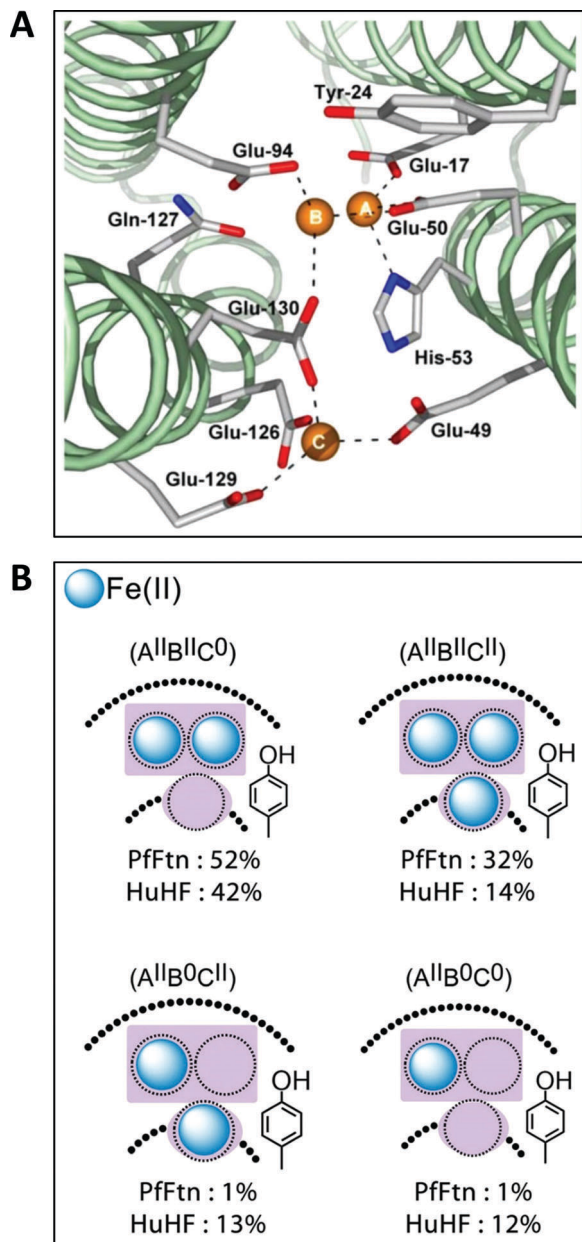 A
Tyr-24
Glu-94
Glu-17
B
A
Gln-127
Glu-50
Glu-130
His-53
Glu-126
C
Glu-49
Glu-129
B
Fe(II)
(AᴵᴵBᴵᴵC⁰) (AᴵᴵBᴵᴵCᴵᴵ)
OH OH
PfFtn : 52% PfFtn : 32%
HuHF : 42% HuHF : 14%
(AᴵᴵB⁰Cᴵᴵ) (AᴵᴵB⁰C⁰)
OH OH
PfFtn : 1% PfFtn : 1%
HuHF : 13% HuHF : 12%